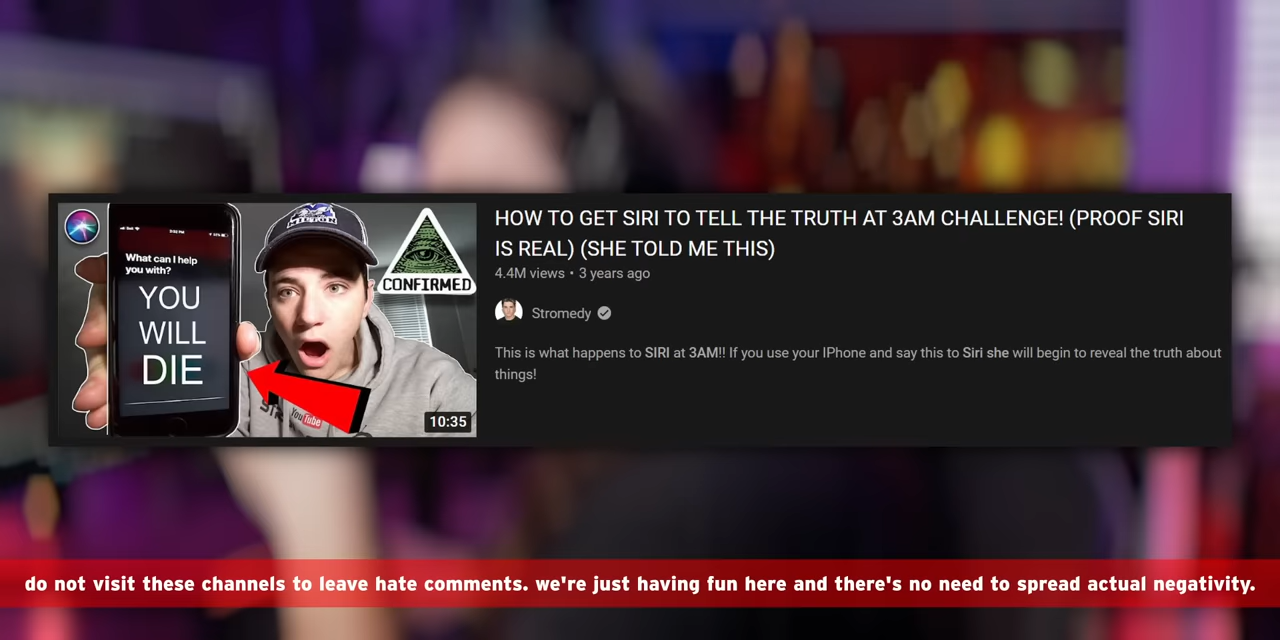 HOW TO GET SIRI TO TELL THE TRUTH AT 3AM CHALLENGE! (PROOF SIRI
IS REAL) (SHE TOLD ME THIS)
4.4M views • 3 years ago
Stromedy
This is what happens to SIRI at 3AM!! If you use your IPhone and say this to Siri she will begin to reveal the truth about
things!
What can I help
you with?
YOU
WILL
DIE
CONFIRMED
YouTube
10:35
do not visit these channels to leave hate comments. we're just having fun here and there's no need to spread actual negativity.